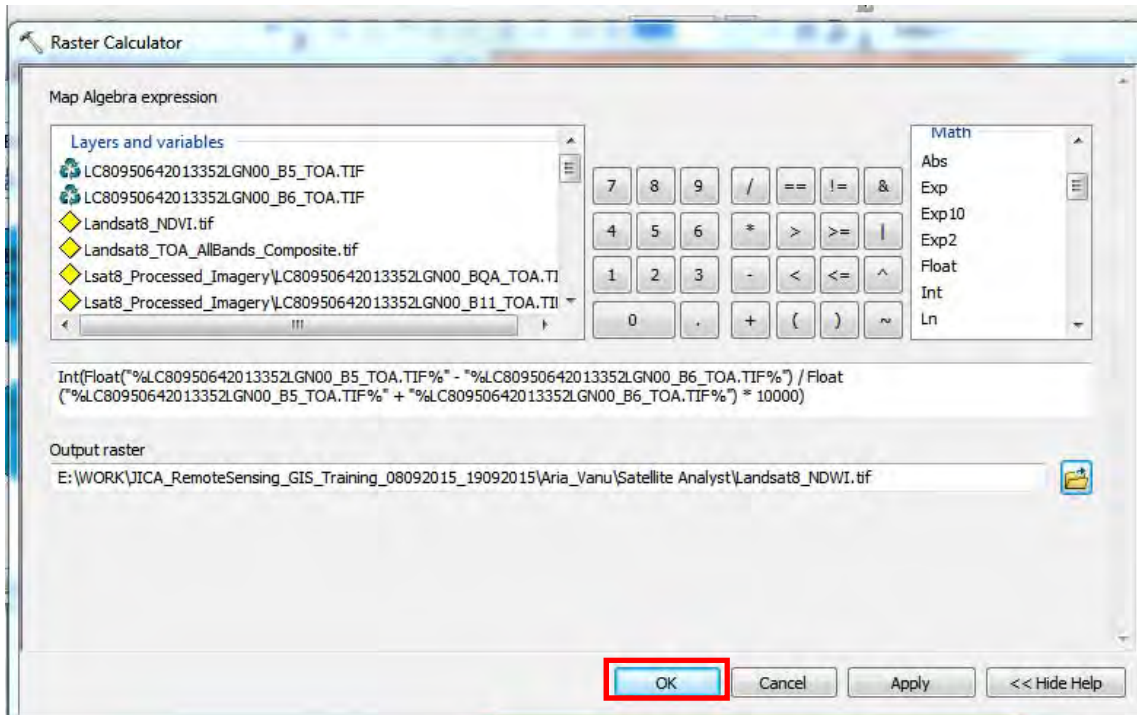 Raster Calculator
Map Algebra expression
Layers and variables
LC80950642013352LGN00_B5_TOA.TIF
LC80950642013352LGN00_B6_TOA.TIF
Landsat8_NDVI.tif
Landsat8_TOA_AllBands_Composite.tif
Lsat8_Processed_Imagery\LC80950642013352LGN00_BQA_TOA.TI
Lsat8_Processed_Imagery\LC80950642013352LGN00_B11_TOA.TI
7 8 9 / == != &
4 5 6 * > >= |
1 2 3 - < <= ^
0 . + ( ) ~
Math
Abs
Exp
Exp10
Exp2
Float
Int
Ln
Int(Float("%LC80950642013352LGN00_B5_TOA.TIF%" - "%LC80950642013352LGN00_B6_TOA.TIF%") / Float
("%LC80950642013352LGN00_B5_TOA.TIF%" + "%LC80950642013352LGN00_B6_TOA.TIF%") * 10000)
Output raster
E:\WORK\JICA_RemoteSensing_GIS_Training_08092015_19092015\Aria_Vanu\Satellite Analyst\Landsat8_NDWI.tif
OK Cancel Apply << Hide Help